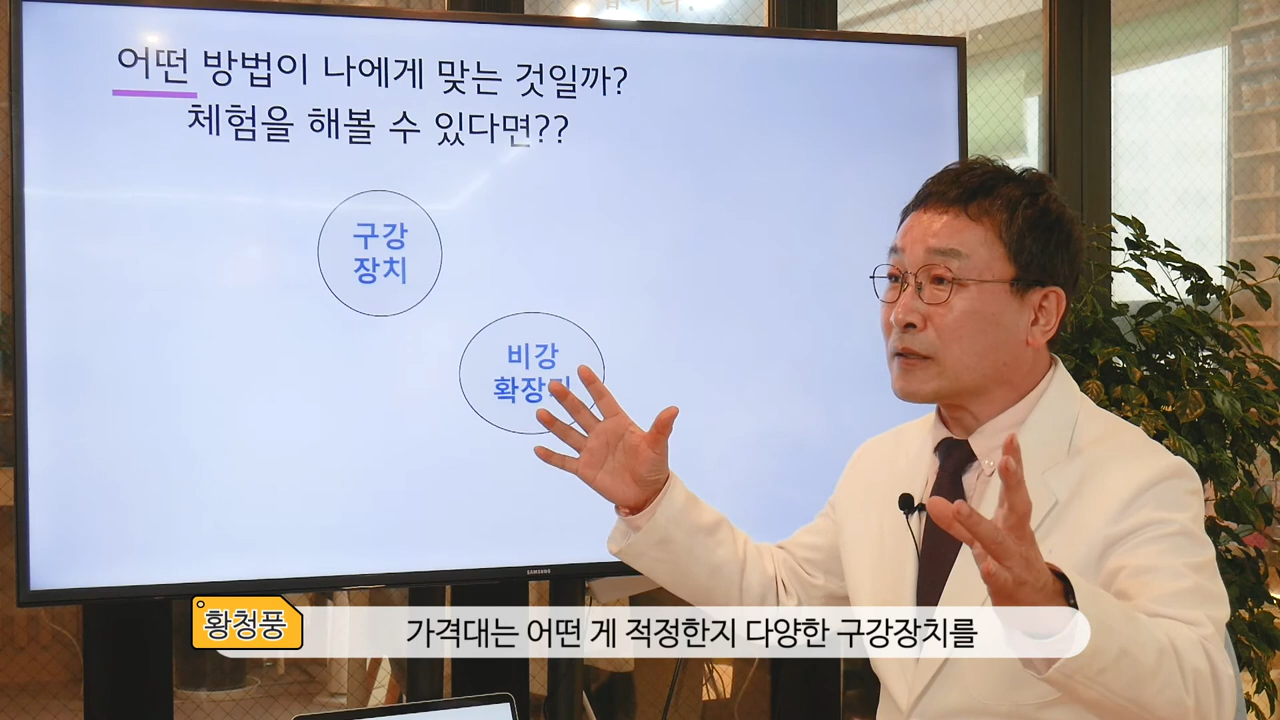 어떤 방법이 나에게 맞는 것일까?
체험을 해볼 수 있다면??
구강
장치
비강
SAMSUNG
황청풍
가격대는 어떤 게 적정한지 다양한 구강장치를